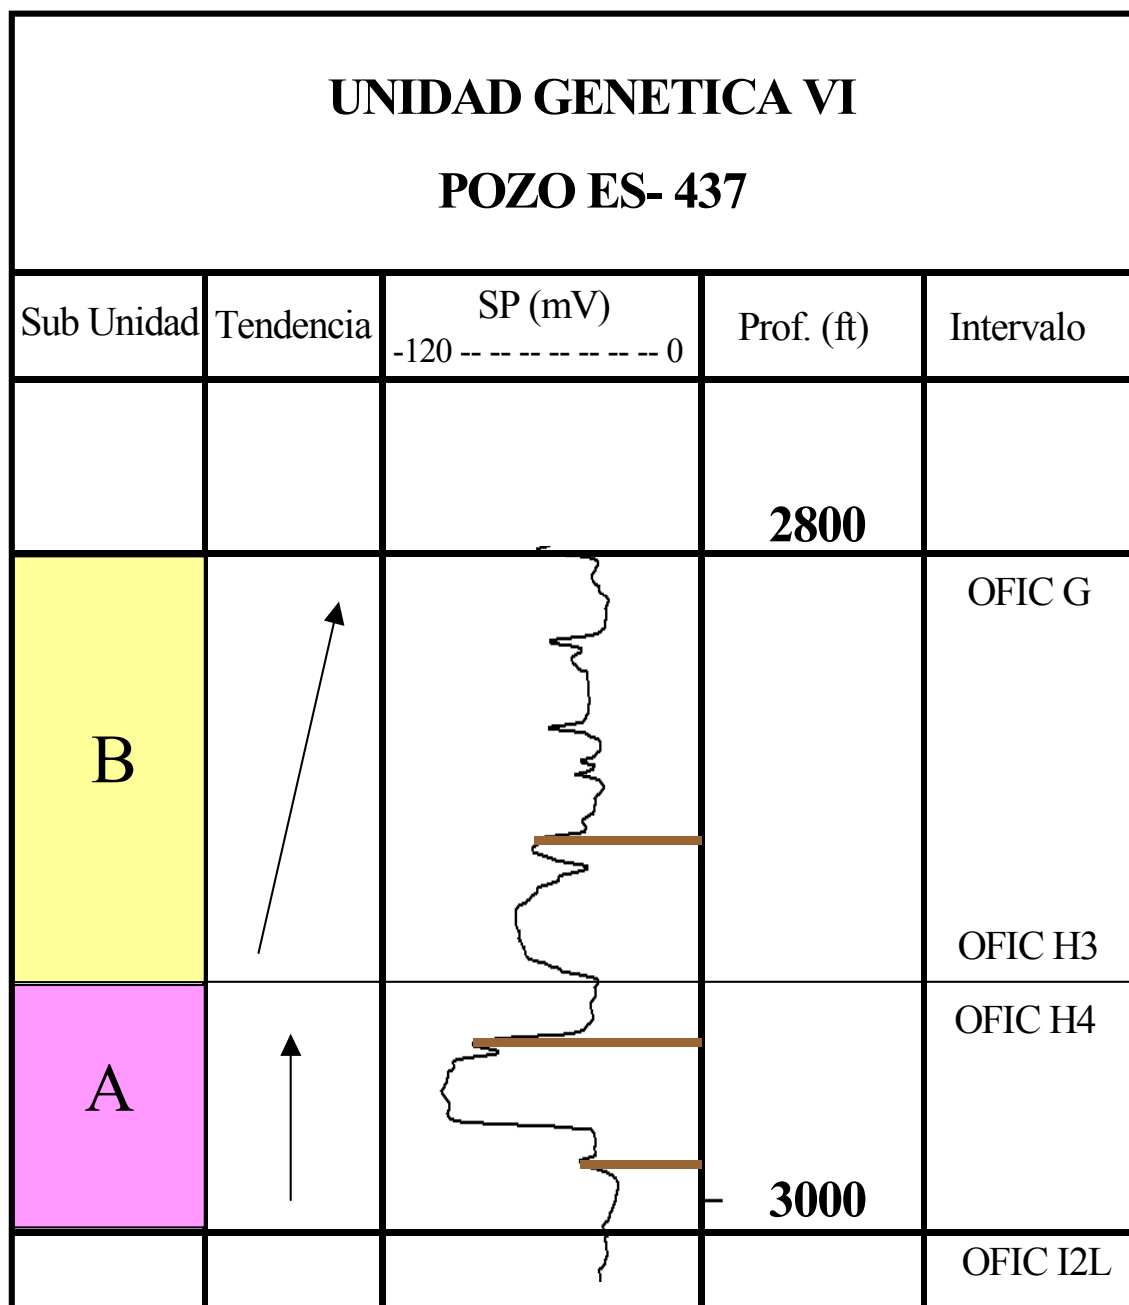 UNIDAD GENETICA VI
POZO ES- 437
Sub Unidad
Tendencia
SP (mV)
-120 -- -- -- -- -- -- -- 0
Prof. (ft)
Intervalo
2800
OFIC G
B
OFIC H3
OFIC H4
A
3000
OFIC I2L